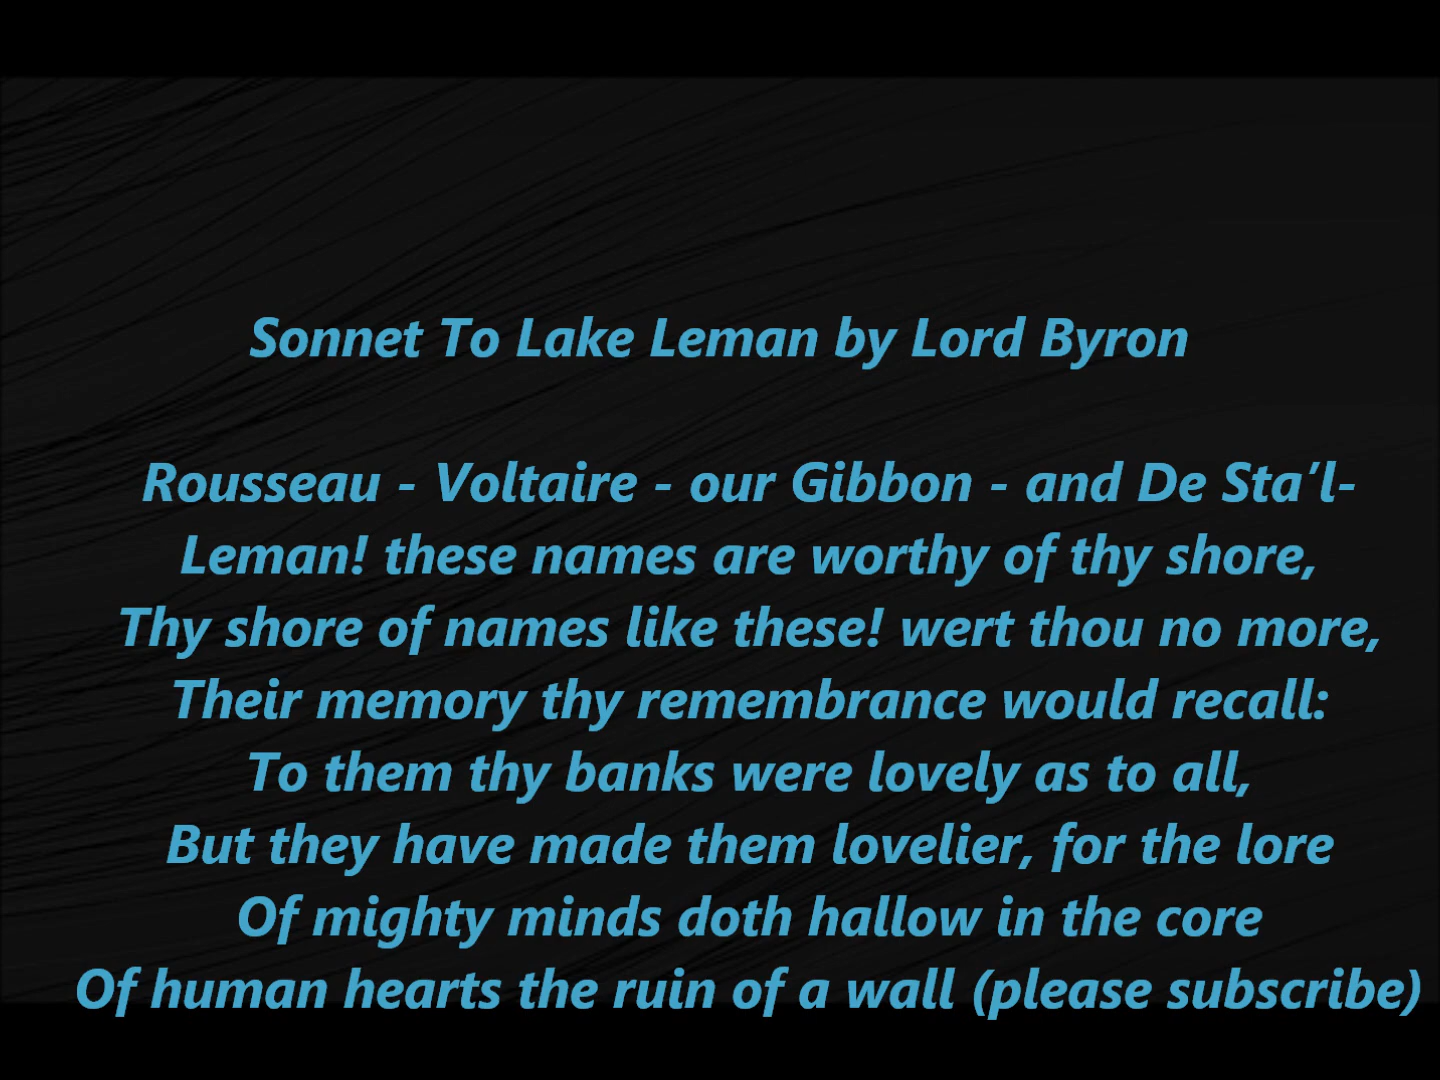 Sonnet To Lake Leman by Lord Byron
Rousseau - Voltaire - our Gibbon - and De Sta’l-
Leman! these names are worthy of thy shore,
Thy shore of names like these! wert thou no more,
Their memory thy remembrance would recall:
To them thy banks were lovely as to all,
But they have made them lovelier, for the lore
Of mighty minds doth hallow in the core
Of human hearts the ruin of a wall (please subscribe)